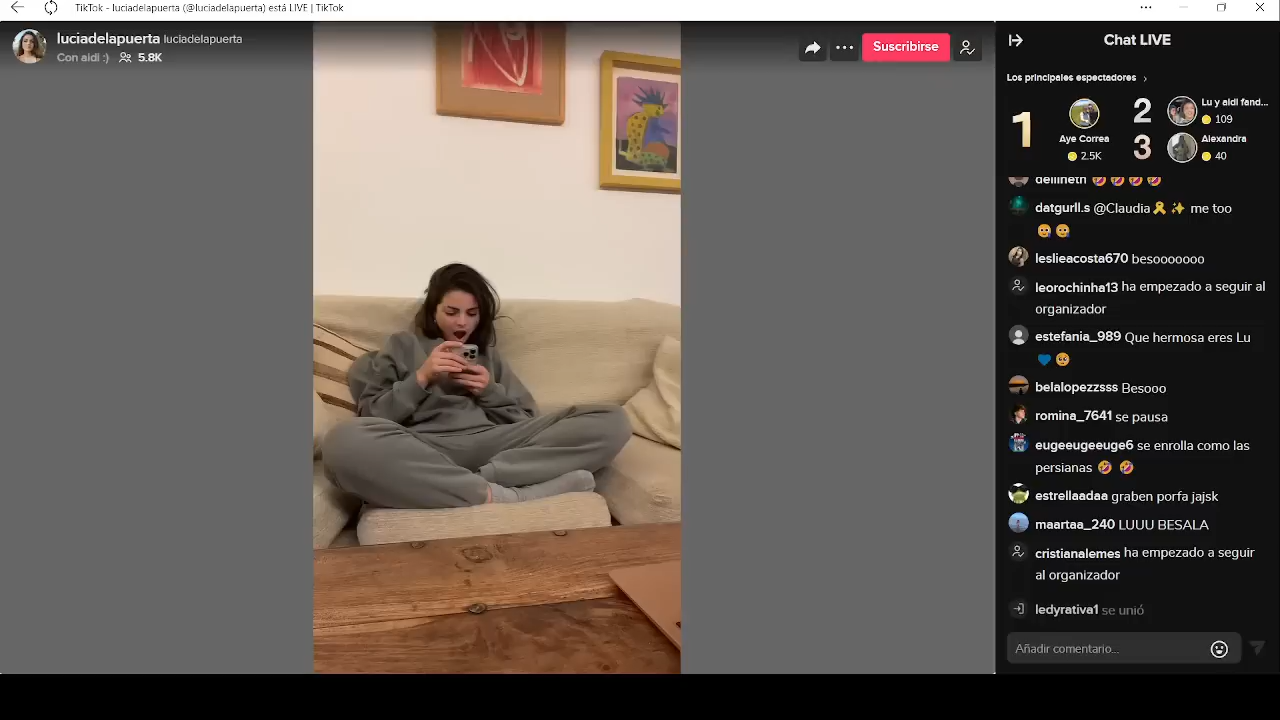 TikTok - luciadelapuerta (@luciadelapuerta) está LIVE | TikTok
luciadelapuerta luciadelapuerta
Con aidi :) 5.8K
Suscribirse
Chat LIVE
Los principales espectadores
1 Aye Correa 2.5K
2 Lu y aldi fand... 109
3 Alexandra 40
datgurll.s @Claudia🎗️✨ me too
leslieacosta670 besooooooo
leorochinha13 ha empezado a seguir al
organizador
estefania_989 Que hermosa eres Lu
💙🥺
belalopezzsss Besooo
romina_7641 se pausa
eugeeugeeuge6 se enrolla como las
persianas 🤣🤣
estrellaadaa graben porfa jajsk
maartaa_240 LUUU BESALA
cristianalemes ha empezado a seguir
al organizador
ledyrativa1 se unió
Añadir comentario...